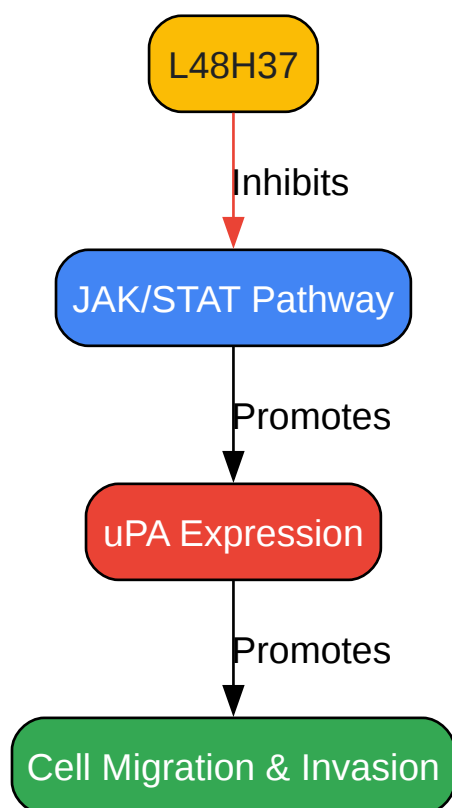 L48H37
Inhibits
JAK/STAT Pathway
Promotes
uPA Expression
Promotes
Cell Migration & Invasion